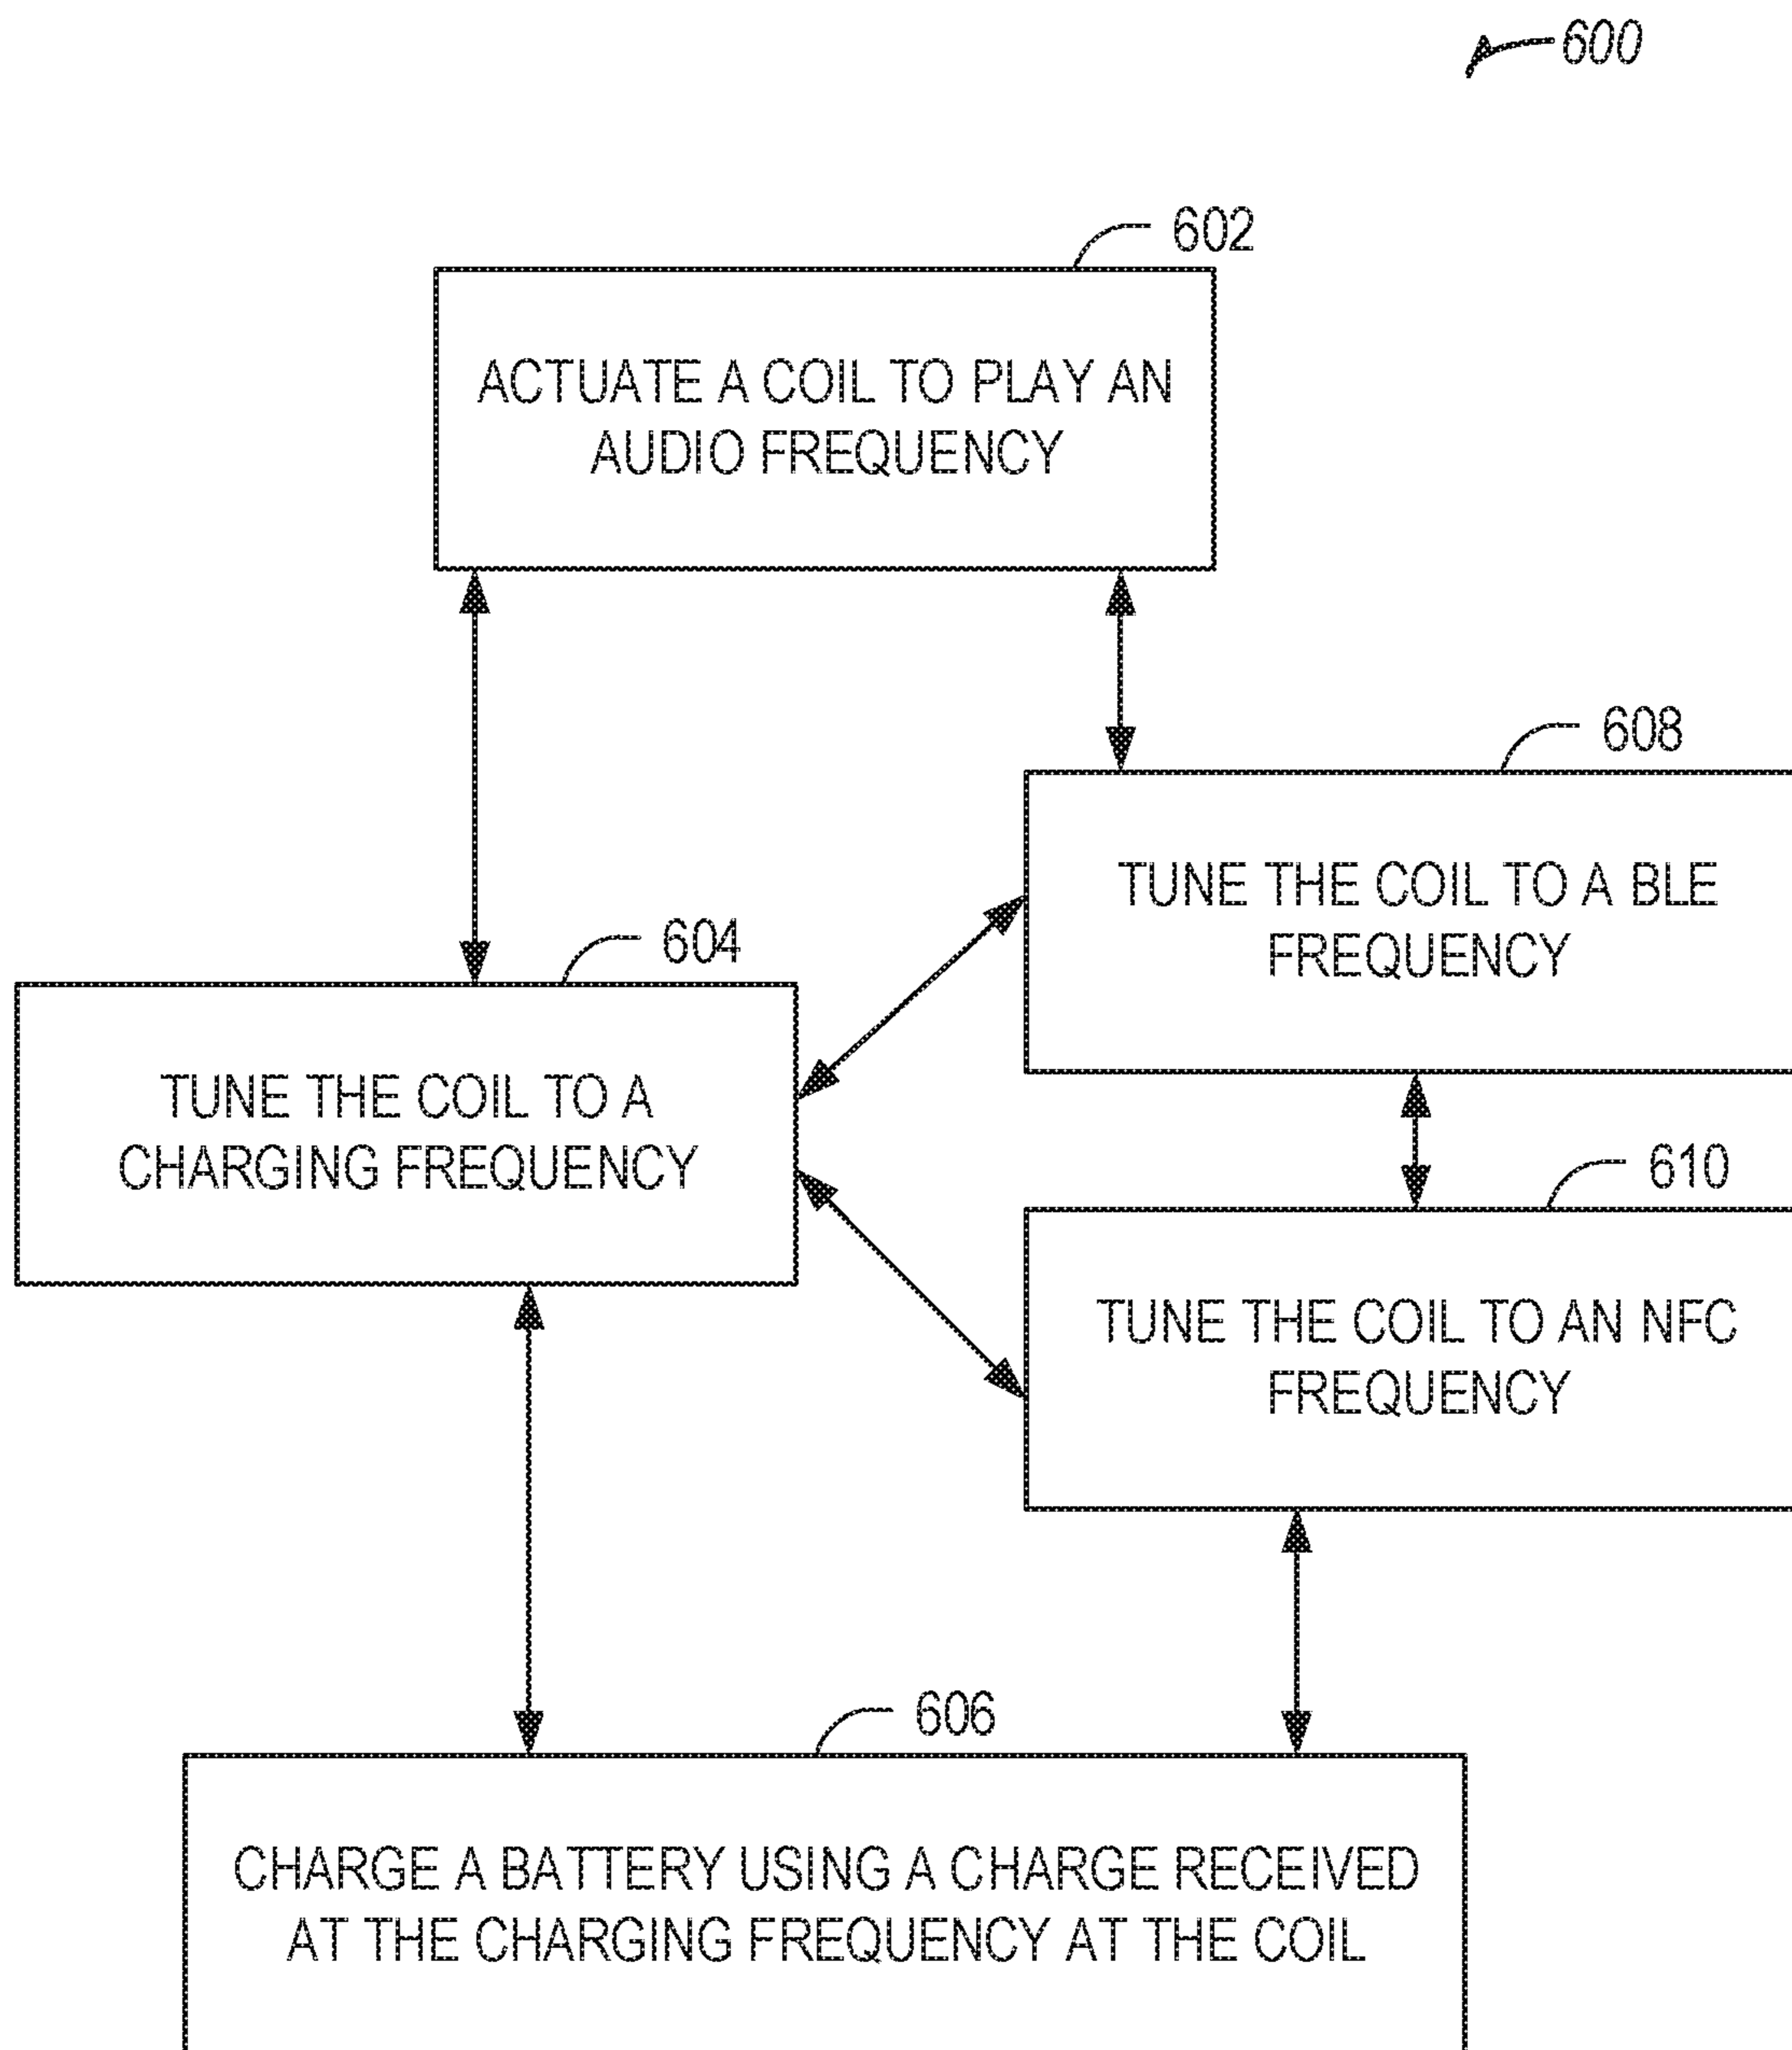 600
602
ACTUATE A COIL TO PLAY AN
AUDIO FREQUENCY
608
TUNE THE COIL TO A BLE
FREQUENCY
604
TUNE THE COIL TO A
CHARGING FREQUENCY
610
TUNE THE COIL TO AN NFC
FREQUENCY
606
CHARGE A BATTERY USING A CHARGE RECEIVED
AT THE CHARGING FREQUENCY AT THE COIL